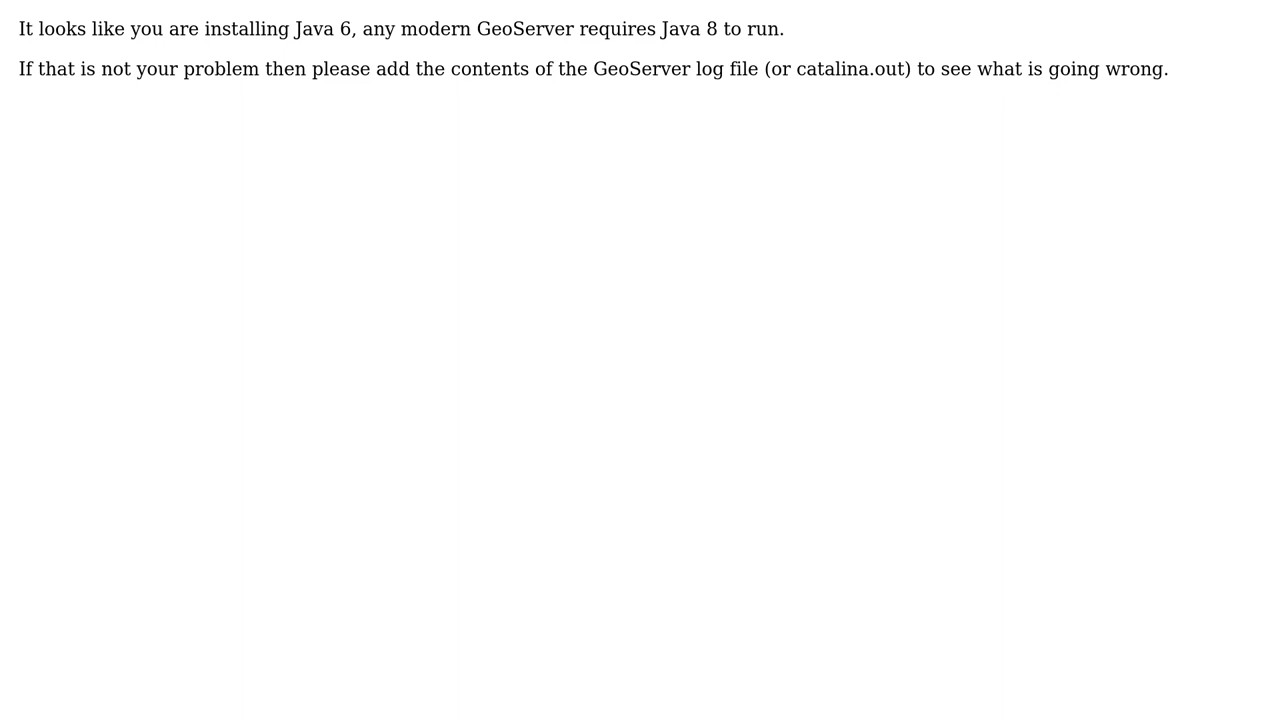 It looks like you are installing Java 6, any modern GeoServer requires Java 8 to run.
If that is not your problem then please add the contents of the GeoServer log file (or catalina.out) to see what is going wrong.